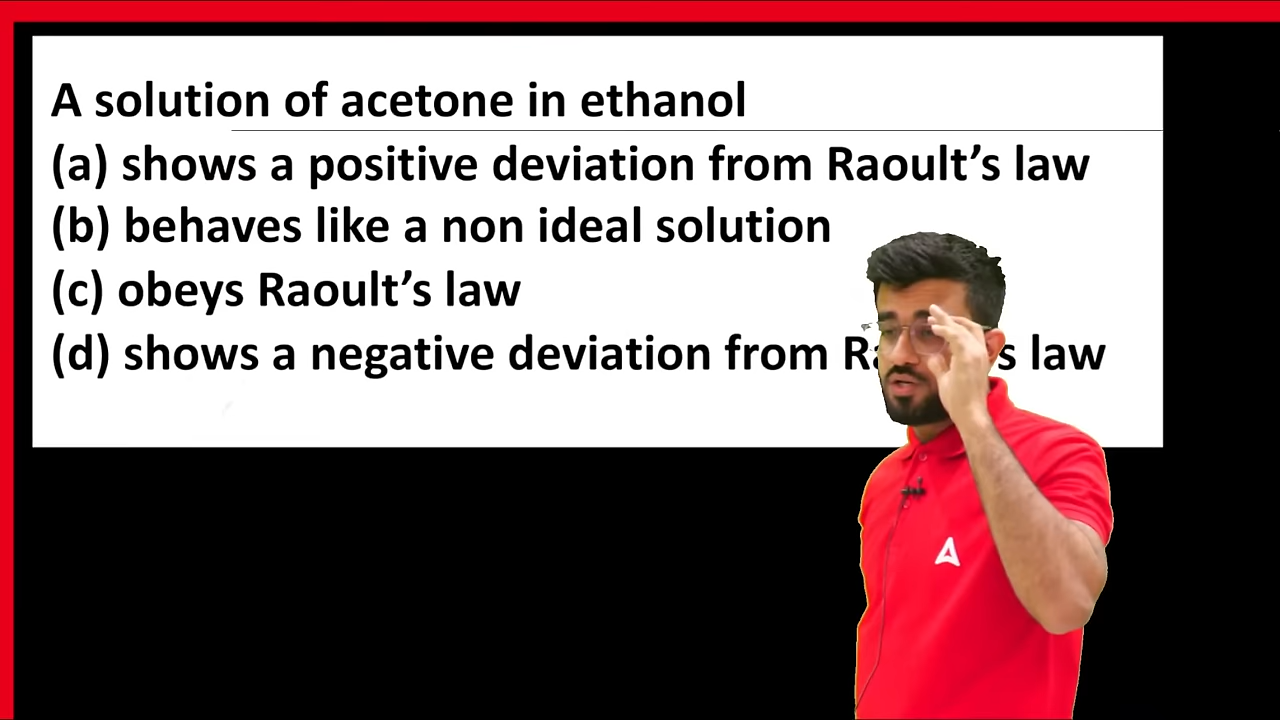 A solution of acetone in ethanol
(a) shows a positive deviation from Raoult’s law
(b) behaves like a non ideal solution
(c) obeys Raoult’s law
(d) shows a negative deviation from law